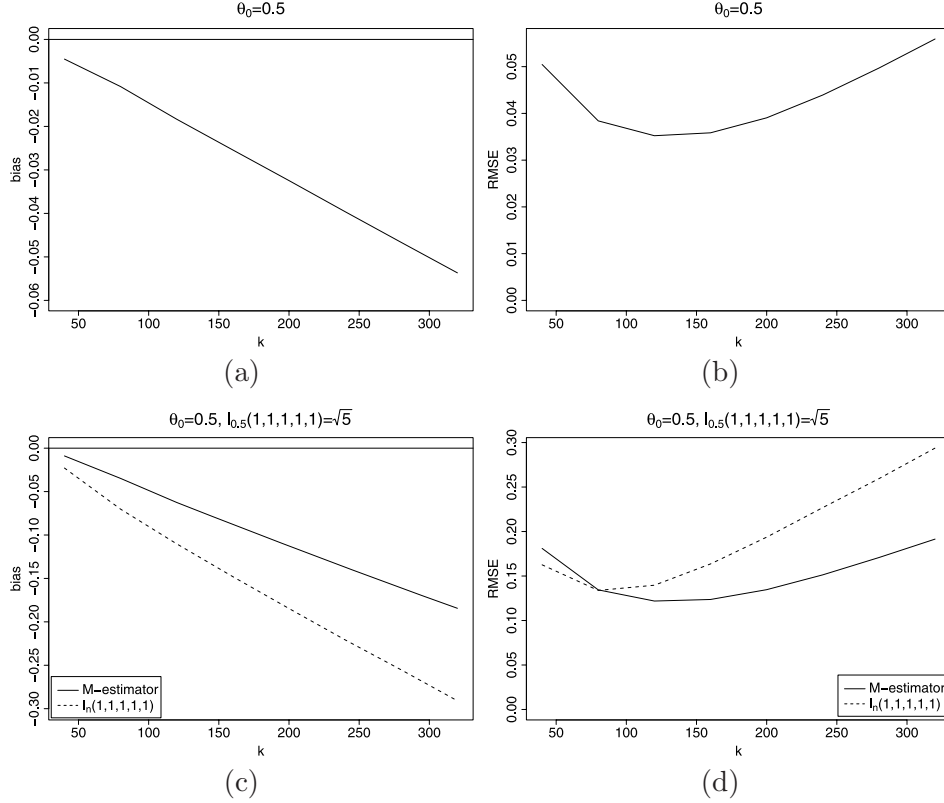 θ₀=0.5
bias
0.00
−0.01
−0.02
−0.03
−0.04
−0.05
−0.06
50 100 150 200 250 300
k
(a)
θ₀=0.5
RMSE
0.05
0.04
0.03
0.02
0.01
0.00
50 100 150 200 250 300
k
(b)
θ₀=0.5, l₀.₅(1,1,1,1,1)=√5
bias
0.00
−0.05
−0.10
−0.15
−0.20
−0.25
−0.30
M−estimator
lₙ(1,1,1,1,1)
50 100 150 200 250 300
k
(c)
θ₀=0.5, l₀.₅(1,1,1,1,1)=√5
RMSE
0.30
0.25
0.20
0.15
0.10
0.05
0.00
M−estimator
lₙ(1,1,1,1,1)
50 100 150 200 250 300
k
(d)